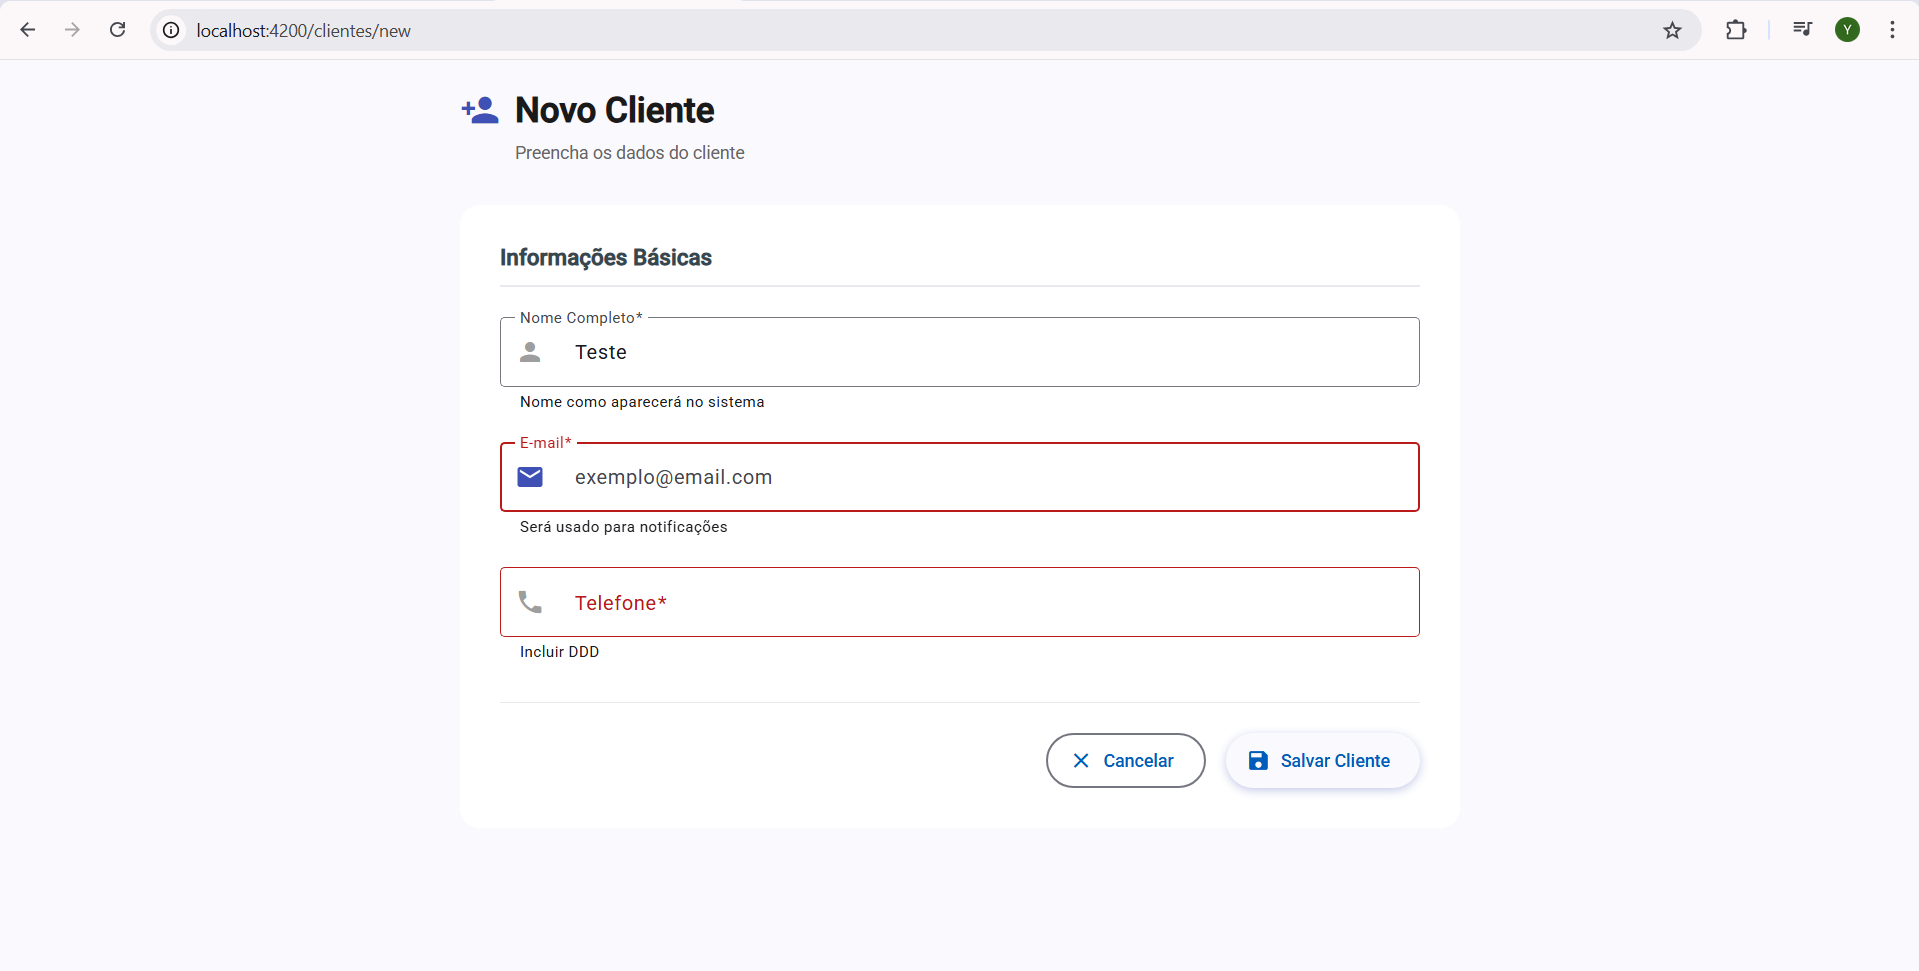 localhost:4200/clientes/new
Y
Novo Cliente
Preencha os dados do cliente
Informações Básicas
Nome Completo*
Teste
Nome como aparecerá no sistema
E-mail*
exemplo@email.com
Será usado para notificações
Telefone*
Incluir DDD
Cancelar
Salvar Cliente